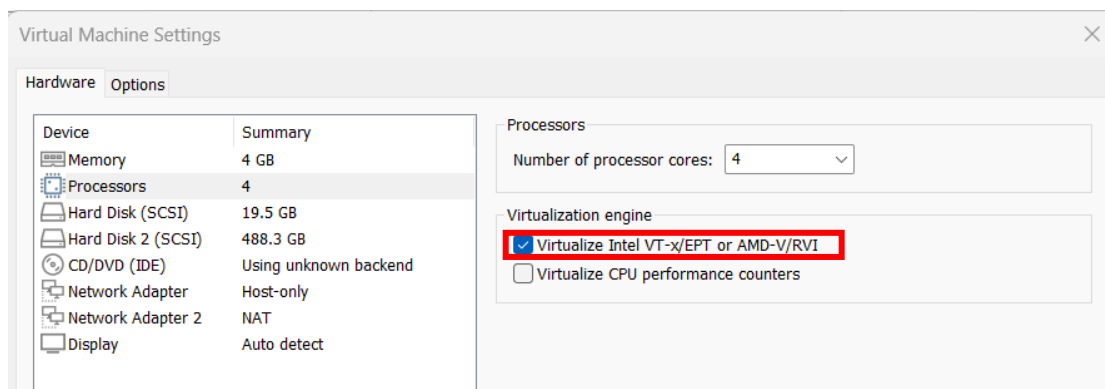 Virtual Machine Settings
Hardware Options
Device Summary
Memory 4 GB
Processors 4
Hard Disk (SCSI) 19.5 GB
Hard Disk 2 (SCSI) 488.3 GB
CD/DVD (IDE) Using unknown backend
Network Adapter Host-only
Network Adapter 2 NAT
Display Auto detect
Processors
Number of processor cores: 4
Virtualization engine
Virtualize Intel VT-x/EPT or AMD-V/RVI
Virtualize CPU performance counters